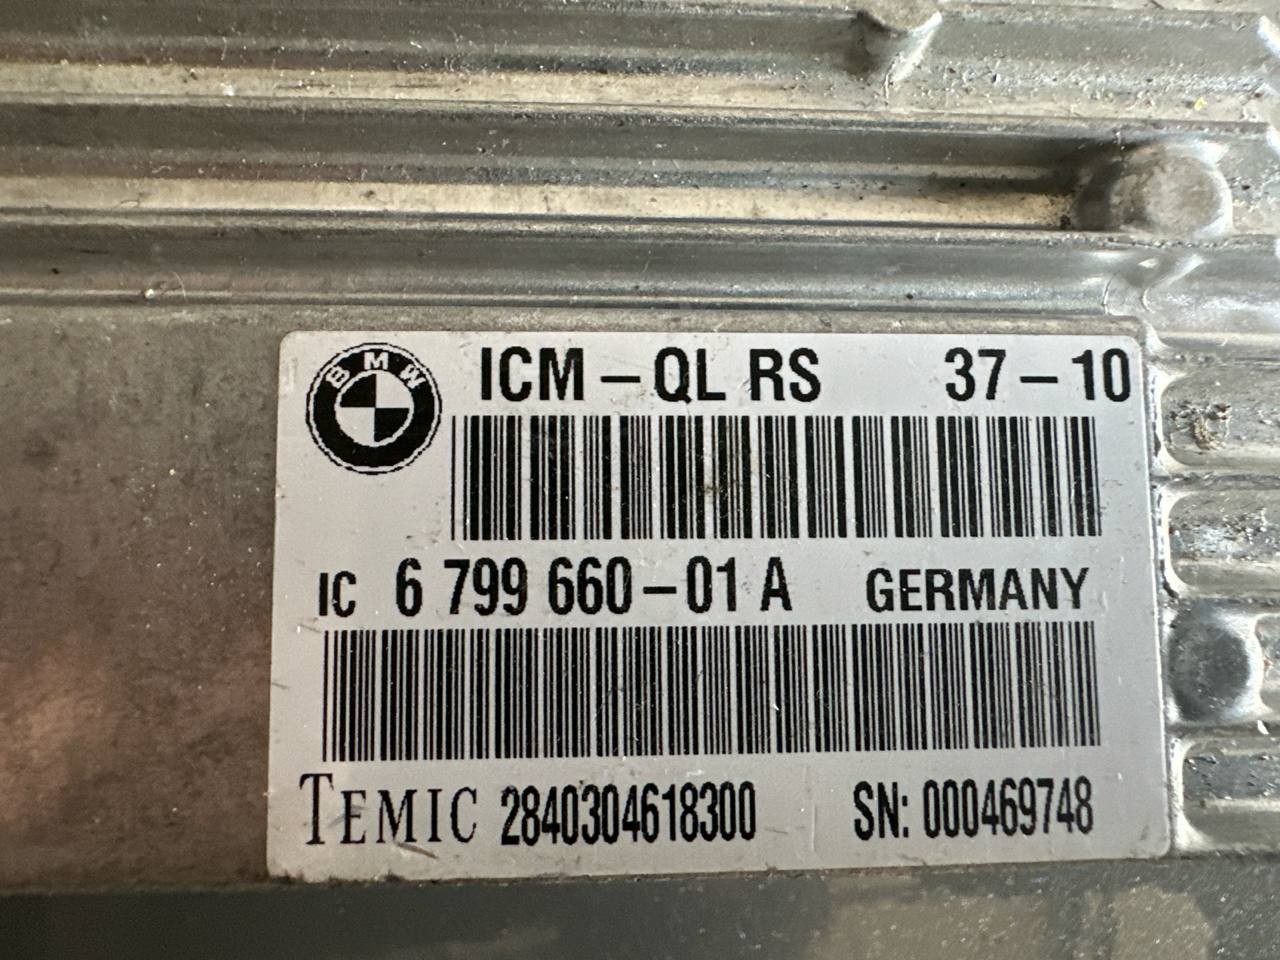 BMW
ICM-QL RS 37-10
IC 6 799 660-01 A GERMANY
TEMIC 2840304618300 SN: 000469748